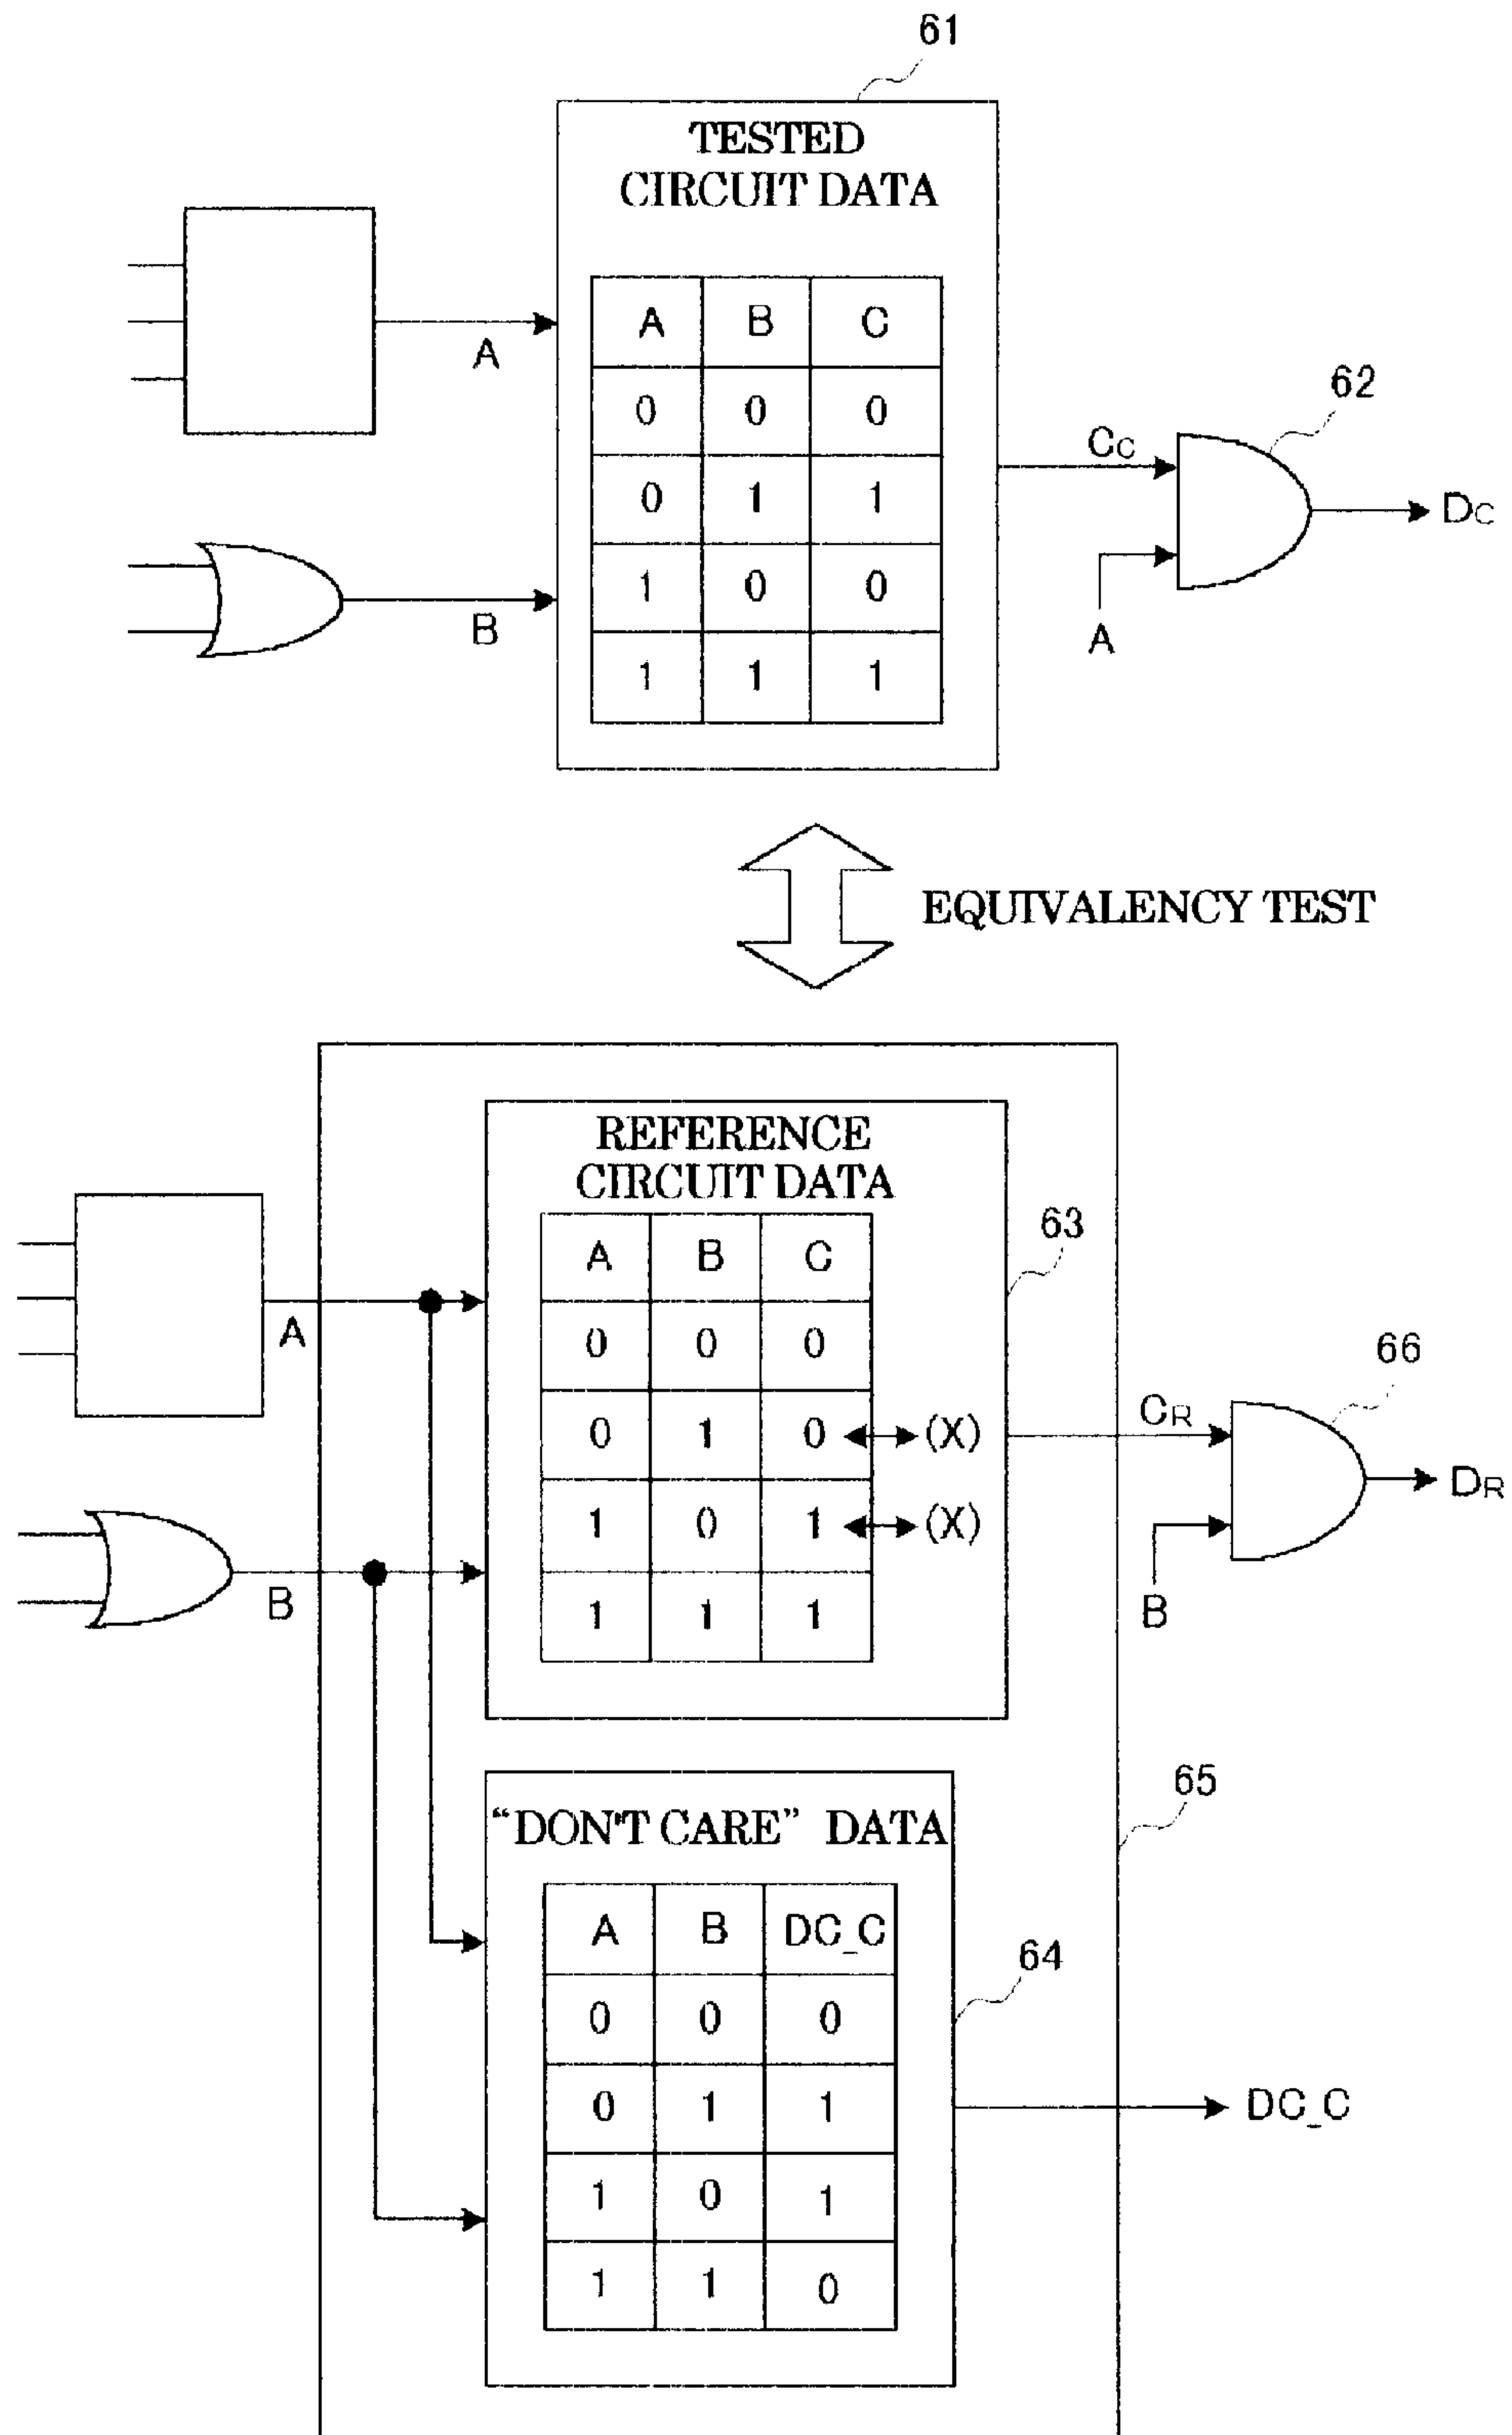 61
TESTED
CIRCUIT DATA
A B C
0 0 0
0 1 1
1 0 0
1 1 1
A
B
62
Cc
Dc
A
EQUIVALENCY TEST
REFERENCE
CIRCUIT DATA
63
A B C
0 0 0
0 1 0 (X)
1 0 1 (X)
1 1 1
A
B
66
CR
DR
B
65
"DON'T CARE" DATA
64
A B DC_C
0 0 0
0 1 1
1 0 1
1 1 0
DC_C